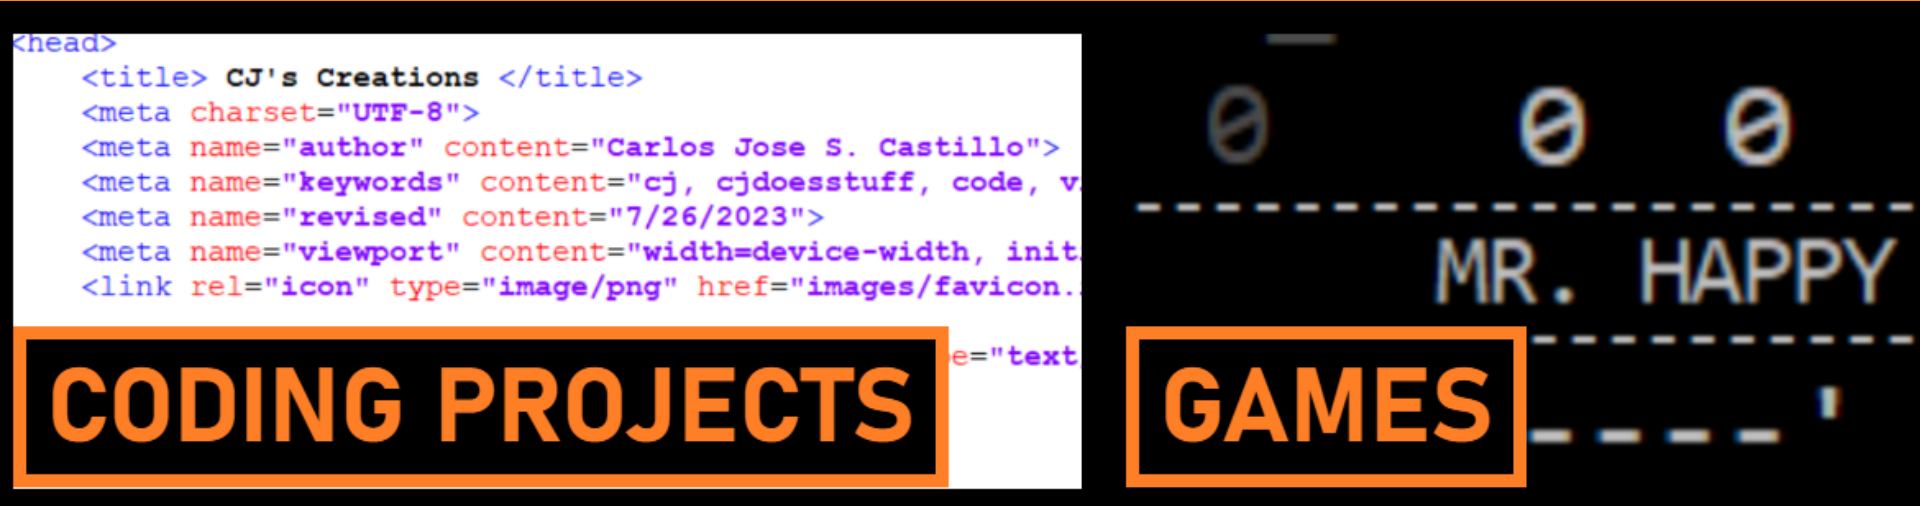 <head>
<title> CJ's Creations </title>
<meta charset="UTF-8">
<meta name="author" content="Carlos Jose S. Castillo">
<meta name="keywords" content="cj, cjdoesstuff, code,
<meta name="revised" content="7/26/2023">
<meta name="viewport" content="width=device-width,
<link rel="icon" type="image/png" href="images/favicon.
="text
CODING PROJECTS
0 0 0
--------------------
MR. HAPPY
----------
____'
GAMES